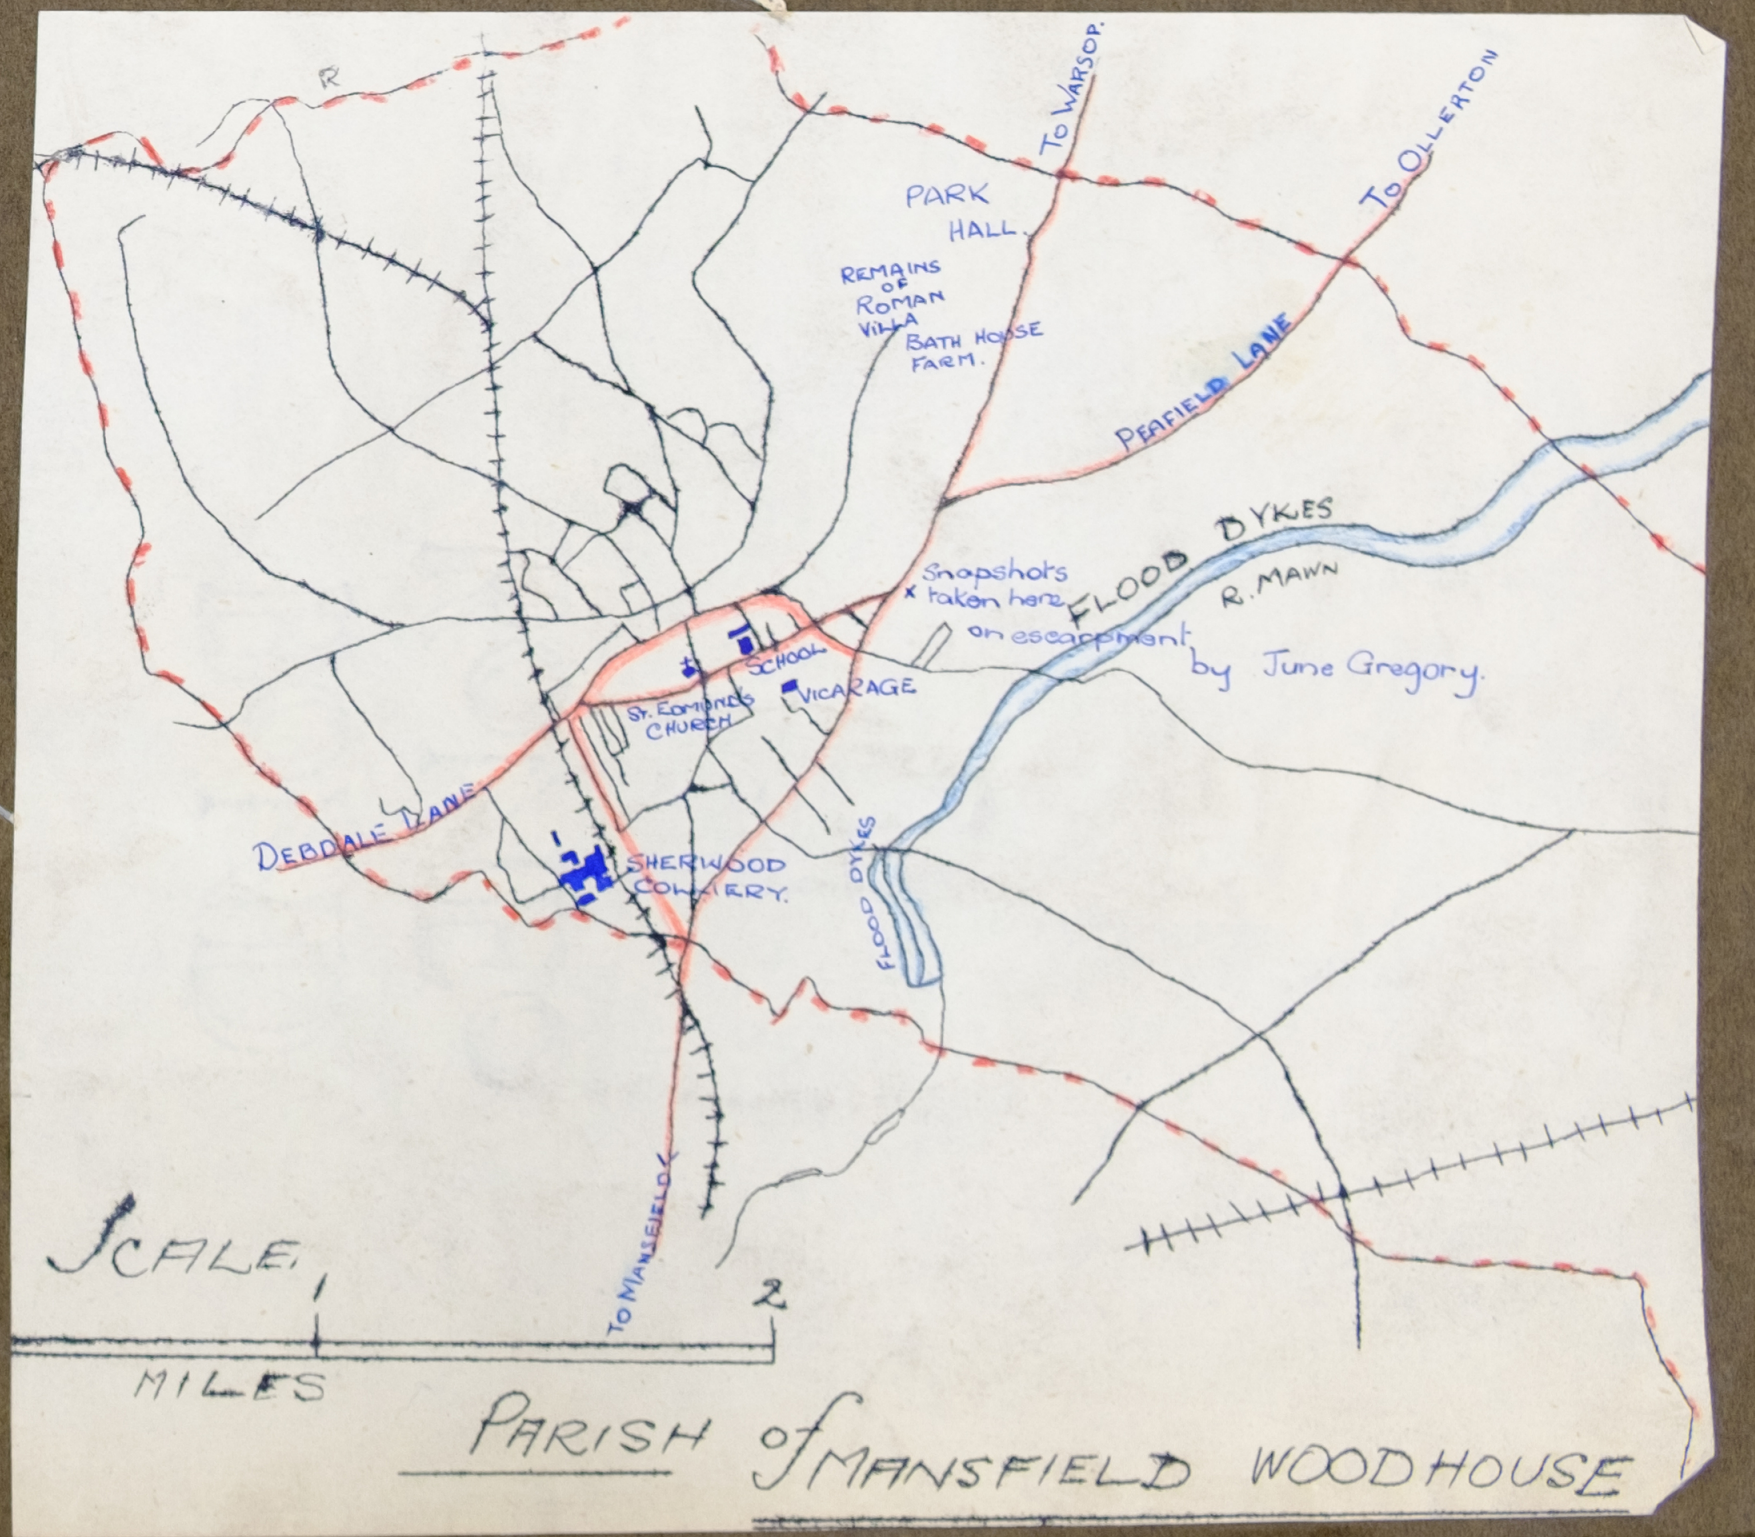 R
To WARSOP.
To OLLERTON
PARK
HALL.
REMAINS
OF
ROMAN
VILLA
BATH HOUSE
FARM.
PEAFIELD LANE
FLOOD DYKES
R. MAWN
Snapshots
x taken here
on escarpment,
by June Gregory.
SCHOOL
VICARAGE
St. EDMUND'S
CHURCH
DEBDALE LANE
SHERWOOD
COLLIERY.
FLOOD DYKES
TO MANSFIELD
SCALE.
1 2
MILES
PARISH of MANSFIELD WOODHOUSE